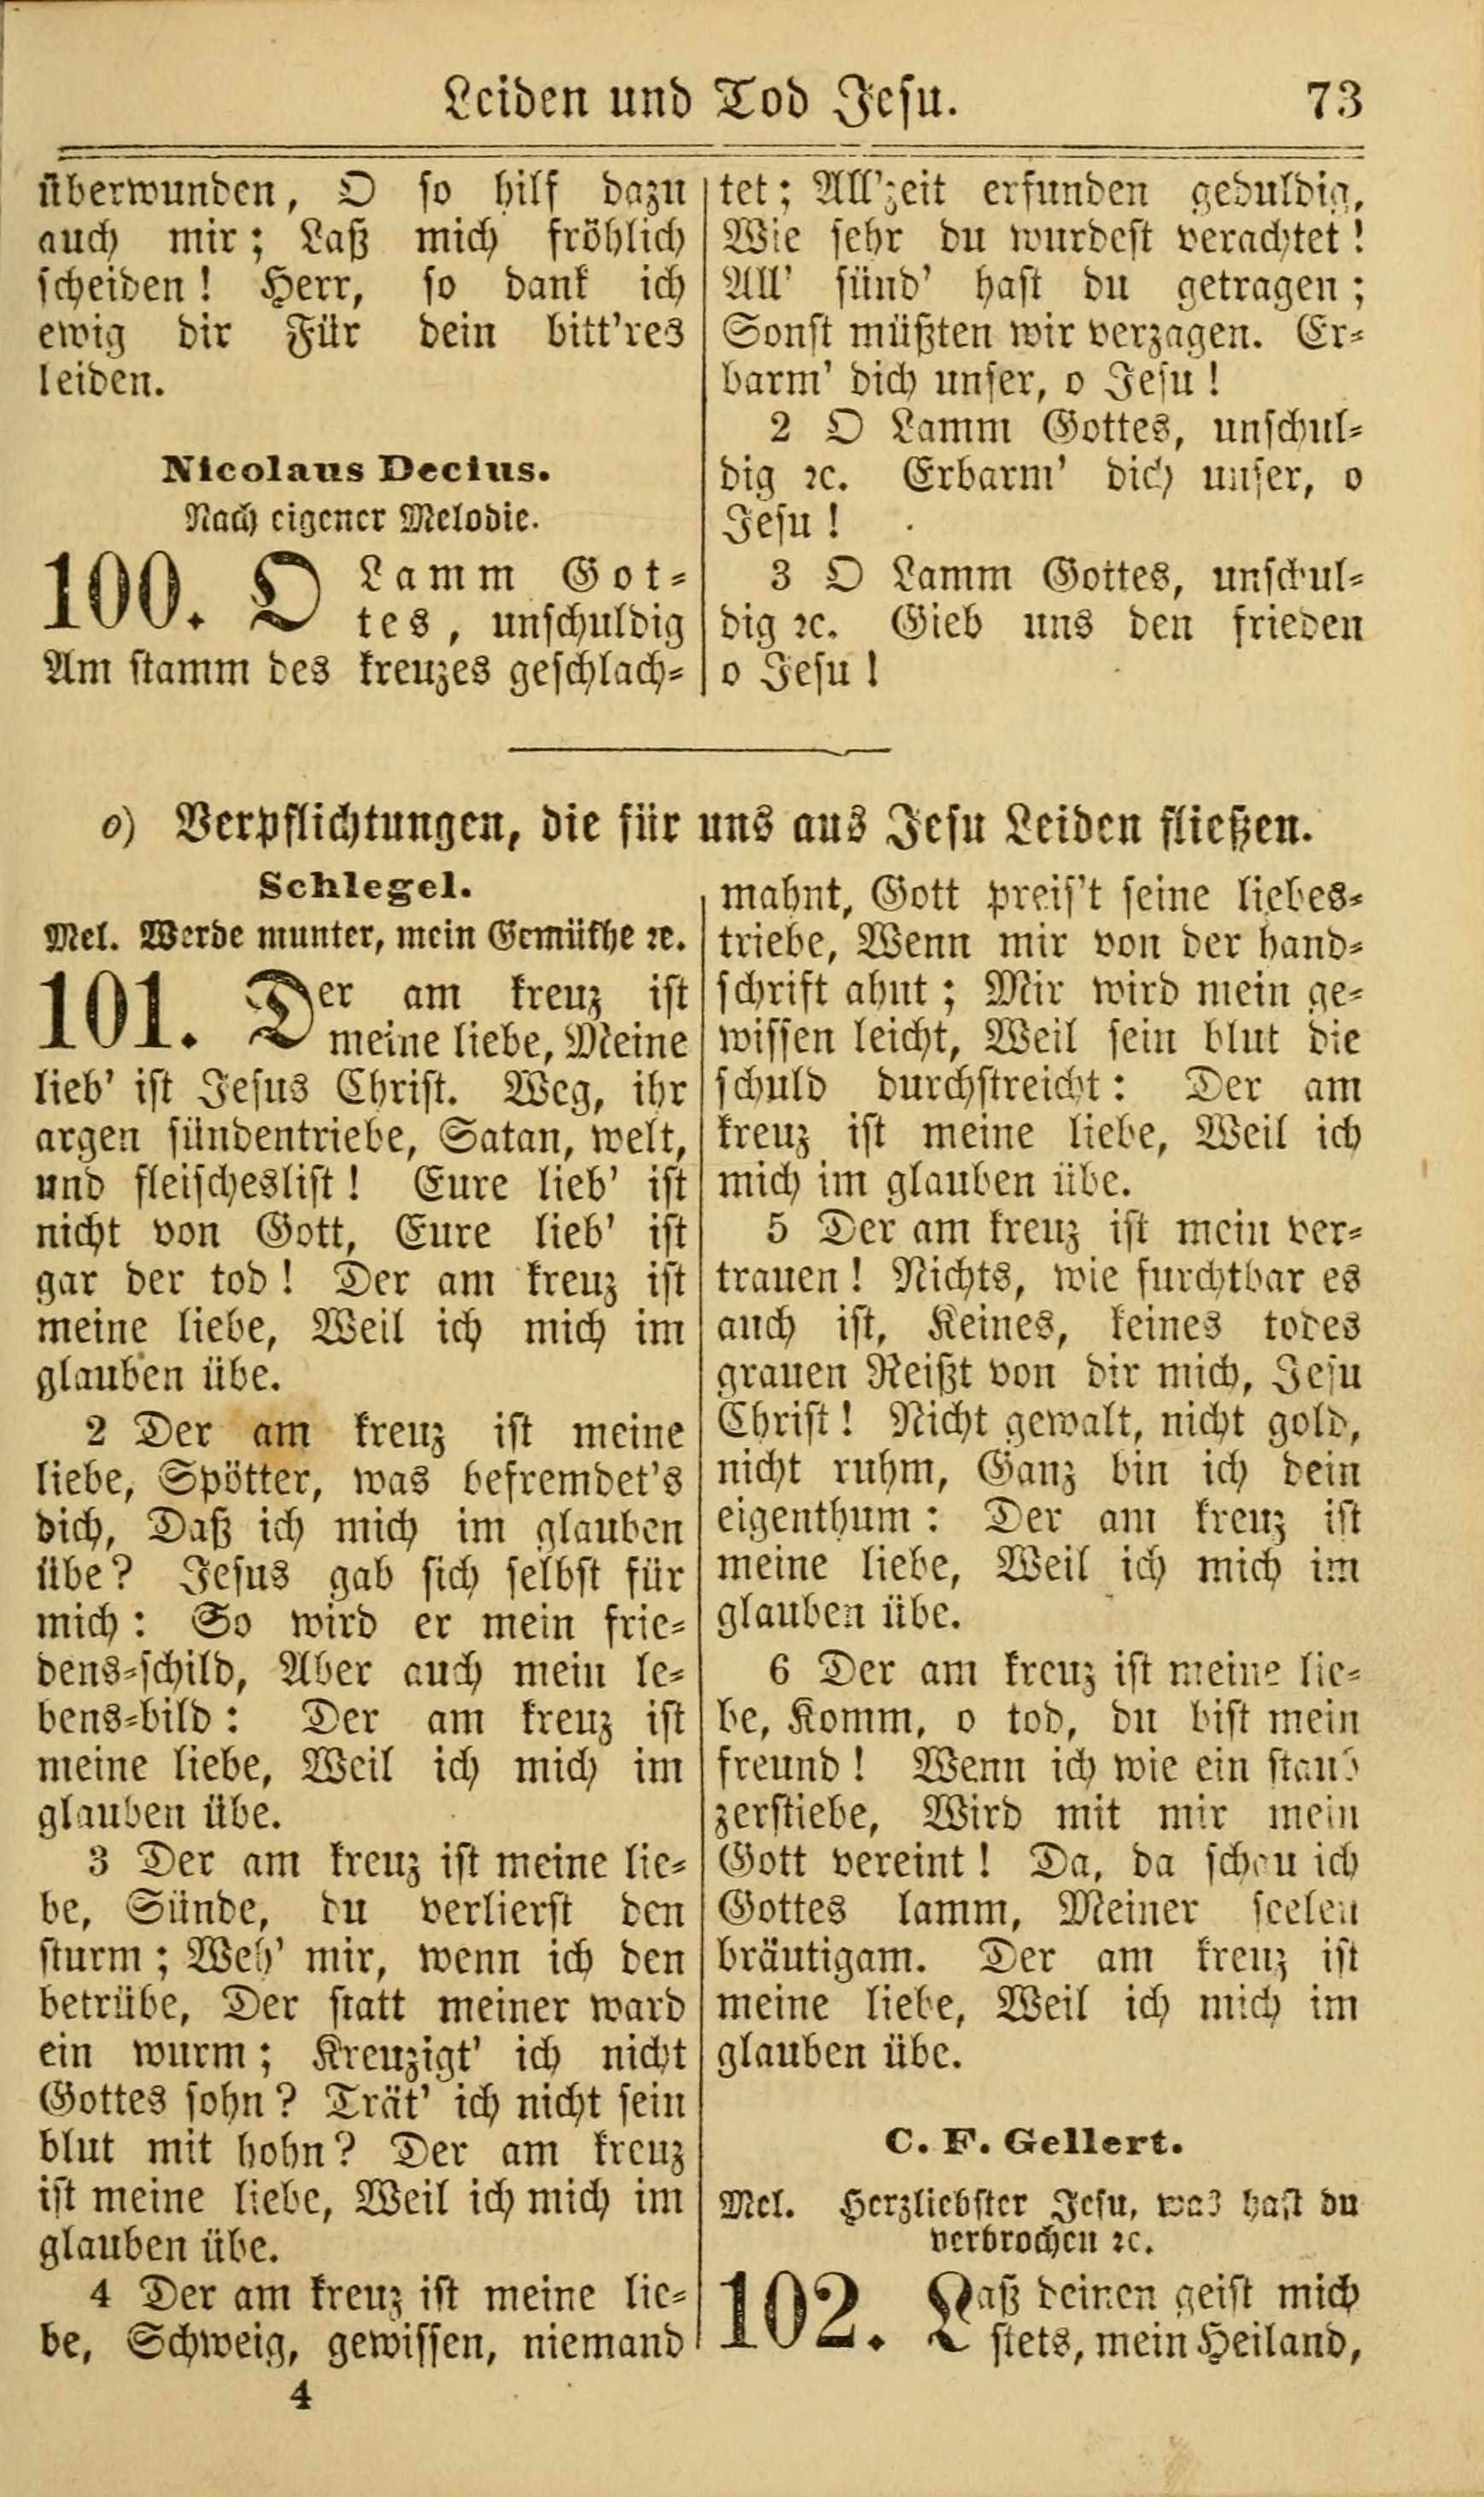 Leiden und Tod Jesu. 73
überwunden, O so hilf dazu
auch mir; Laß mich fröhlich
scheiden! Herr, so dank ich
ewig dir Für dein bitt'res
leiden.
Nicolaus Decius.
Nach eigener Melodie.
100. O Lamm Got-
tes, unschuldig
Am stamm des kreuzes geschlach-
tet; All'zeit erfunden geduldig,
Wie sehr du wurdest verachtet!
All' sünd' hast du getragen;
Sonst müßten wir verzagen. Er-
barm' dich unser, o Jesu!
2 O Lamm Gottes, unschul-
dig ꝛc. Erbarm' dich unser, o
Jesu!
3 O Lamm Gottes, unschul-
dig ꝛc. Gieb uns den frieden
o Jesu!
o) Verpflichtungen, die für uns aus Jesu Leiden fließen.
Schlegel.
Mel. Werde munter, mein Gemüthe ꝛc.
101. Der am kreuz ist
meine liebe, Meine
lieb' ist Jesus Christ. Weg, ihr
argen sündentriebe, Satan, welt,
und fleischeslist! Eure lieb' ist
nicht von Gott, Eure lieb' ist
gar der tod! Der am kreuz ist
meine liebe, Weil ich mich im
glauben übe.
2 Der am kreuz ist meine
liebe, Spötter, was befremdet's
dich, Daß ich mich im glauben
übe? Jesus gab sich selbst für
mich: So wird er mein frie-
dens-schild, Aber auch mein le-
bens-bild: Der am kreuz ist
meine liebe, Weil ich mich im
glauben übe.
3 Der am kreuz ist meine lie-
be, Sünde, du verlierst den
sturm; Weh' mir, wenn ich den
betrübe, Der statt meiner ward
ein wurm; Kreuzigt' ich nicht
Gottes sohn? Trät' ich nicht sein
blut mit hohn? Der am kreuz
ist meine liebe, Weil ich mich im
glauben übe.
4 Der am kreuz ist meine lie-
be, Schweig, gewissen, niemand
4
mahnt, Gott preis't seine liebes-
triebe, Wenn mir von der hand-
schrift ahnt; Mir wird mein ge-
wissen leicht, Weil sein blut die
schuld durchstreicht: Der am
kreuz ist meine liebe, Weil ich
mich im glauben übe.
5 Der am kreuz ist mein ver-
trauen! Nichts, wie furchtbar es
auch ist, Keines, keines todes
grauen Reißt von dir mich, Jesu
Christ! Nicht gewalt, nicht gold,
nicht ruhm, Ganz bin ich dein
eigenthum: Der am kreuz ist
meine liebe, Weil ich mich im
glauben übe.
6 Der am kreuz ist meine lie-
be, Komm, o tod, du bist mein
freund! Wenn ich wie ein staub
zerstiebe, Wird mit mir mein
Gott vereint! Da, da schau ich
Gottes lamm, Meiner seelen
bräutigam. Der am kreuz ist
meine liebe, Weil ich mich im
glauben übe.
C. F. Gellert.
Mel. Herzliebster Jesu, was hast du
verbrochen ꝛc.
102. Laß deinen geist mich
stets, mein Heiland,